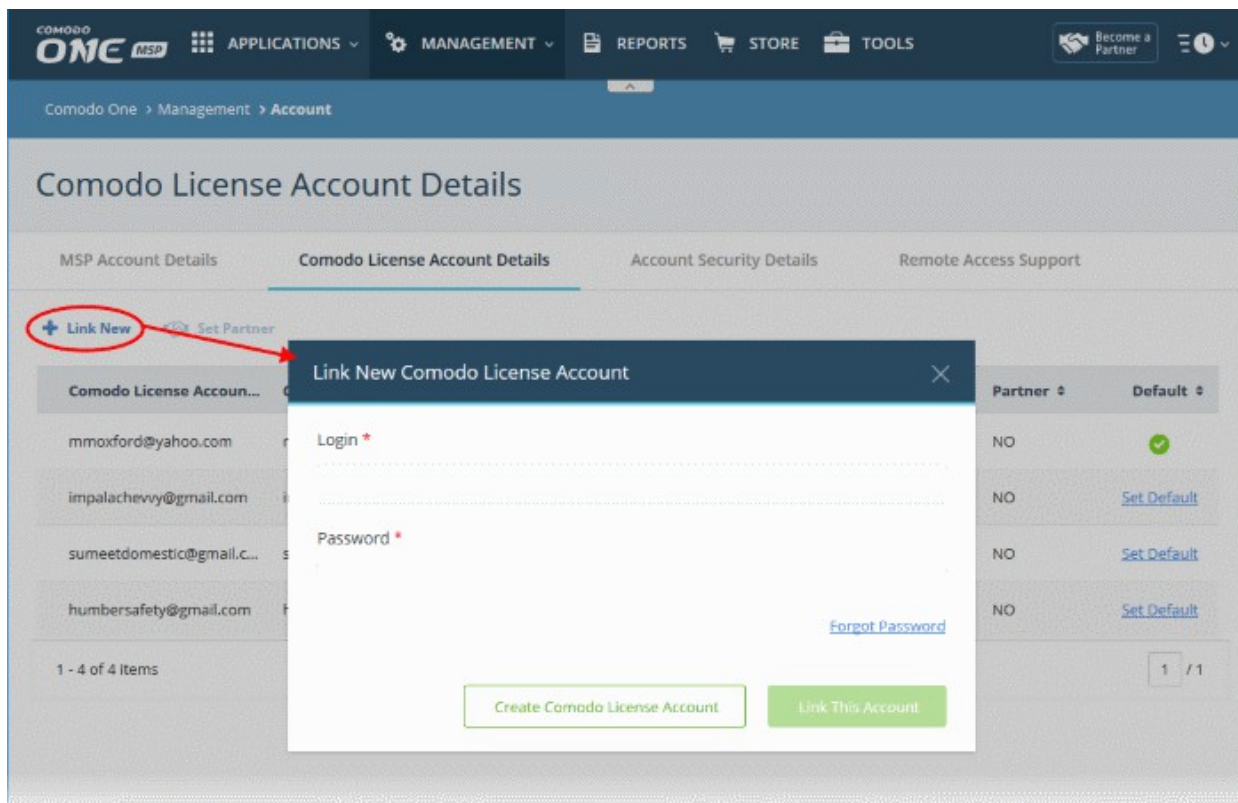 COMODO
ONE MSP APPLICATIONS MANAGEMENT REPORTS STORE TOOLS Become a Partner
Comodo One > Management > Account
Comodo License Account Details
MSP Account Details Comodo License Account Details Account Security Details Remote Access Support
+ Link New Set Partner
Link New Comodo License Account
Comodo License Accoun... Partner Default
Login *
mmoxford@yahoo.com NO
impalachevvy@gmail.com NO Set Default
Password *
sumeetdomestic@gmail.c... NO Set Default
humbersafety@gmail.com NO Set Default
Forgot Password
1 - 4 of 4 items 1 / 1
Create Comodo License Account Link This Account